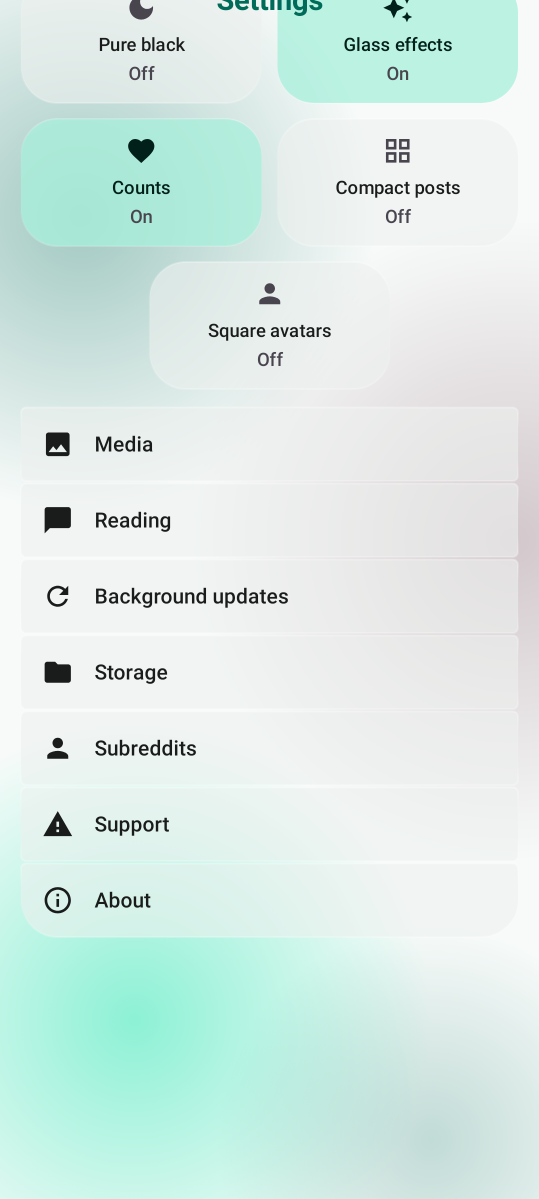 Settings
Pure black
Off
Glass effects
On
Counts
On
Compact posts
Off
Square avatars
Off
Media
Reading
Background updates
Storage
Subreddits
Support
About